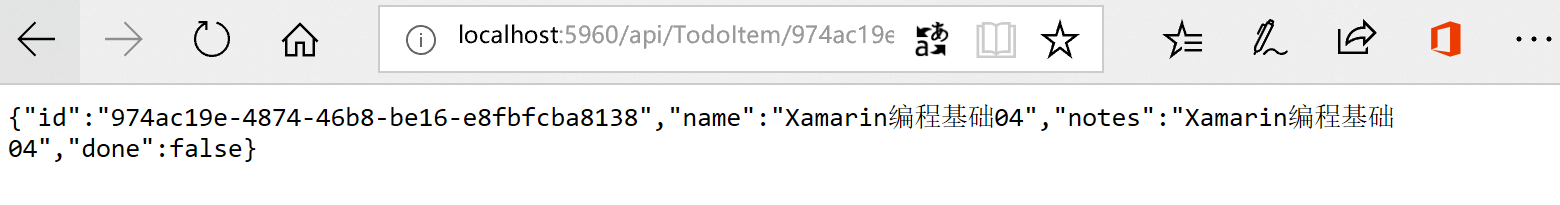 localhost:5960/api/TodoItem/974ac19e
{"id":"974ac19e-4874-46b8-be16-e8fbfcba8138","name":"Xamarin编程基础04","notes":"Xamarin编程基础
04","done":false}